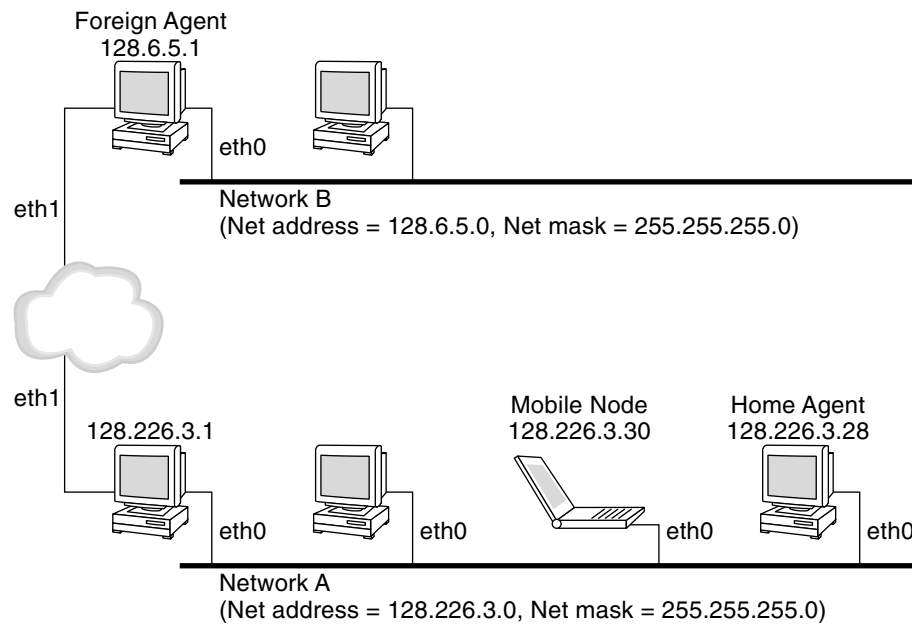 Foreign Agent
128.6.5.1
eth0
Network B
(Net address = 128.6.5.0, Net mask = 255.255.255.0)
eth1
eth1
128.226.3.1
Mobile Node
128.226.3.30
Home Agent
128.226.3.28
eth0
eth0
eth0
eth0
Network A
(Net address = 128.226.3.0, Net mask = 255.255.255.0)